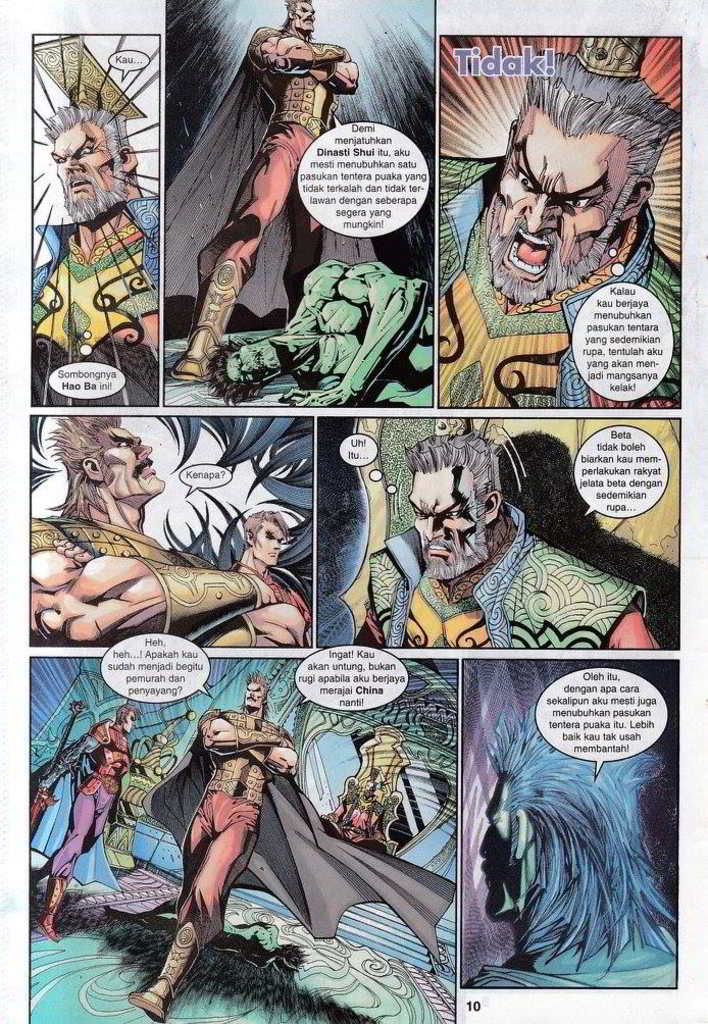 Kau...
Sombongnya
Hao Ba ini!
Demi
menjatuhkan
Dinasti Shui itu, aku
mesti menubuhkan satu
pasukan tentera puaka yang
tidak terkalah dan tidak ter-
lawan dengan seberapa
segera yang
mungkin!
Tidak!
Kalau
kau berjaya
menubuhkan
pasukan tentara
yang sedemikian
rupa, tentulah aku
yang akan men-
jadi mangsanya
kelak!
Kenapa?
Uh!
Itu...
Beta
tidak boleh
biarkan kau mem-
perlakukan rakyat
jelata beta dengan
sedemikian
rupa...
Heh,
heh...! Apakah kau
sudah menjadi begitu
pemurah dan
penyayang?
Ingat! Kau
akan untung, bukan
rugi apabila aku berjaya
merajai China
nanti!
Oleh itu,
dengan apa cara
sekalipun aku mesti juga
menubuhkan pasukan
tentera puaka itu. Lebih
baik kau tak usah
membantah!
10